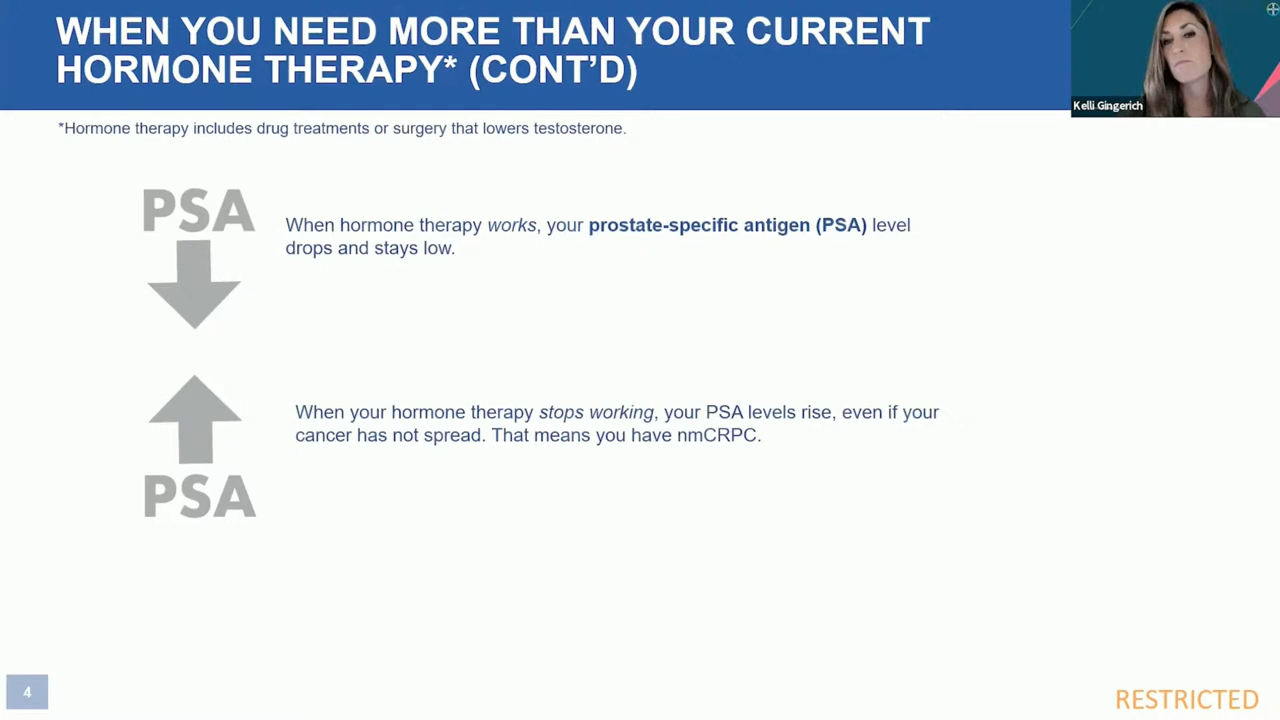 WHEN YOU NEED MORE THAN YOUR CURRENT
HORMONE THERAPY* (CONT'D)
Kelli Gingerich
*Hormone therapy includes drug treatments or surgery that lowers testosterone.
PSA
When hormone therapy works, your prostate-specific antigen (PSA) level
drops and stays low.
When your hormone therapy stops working, your PSA levels rise, even if your
cancer has not spread. That means you have nmCRPC.
PSA
4
RESTRICTED